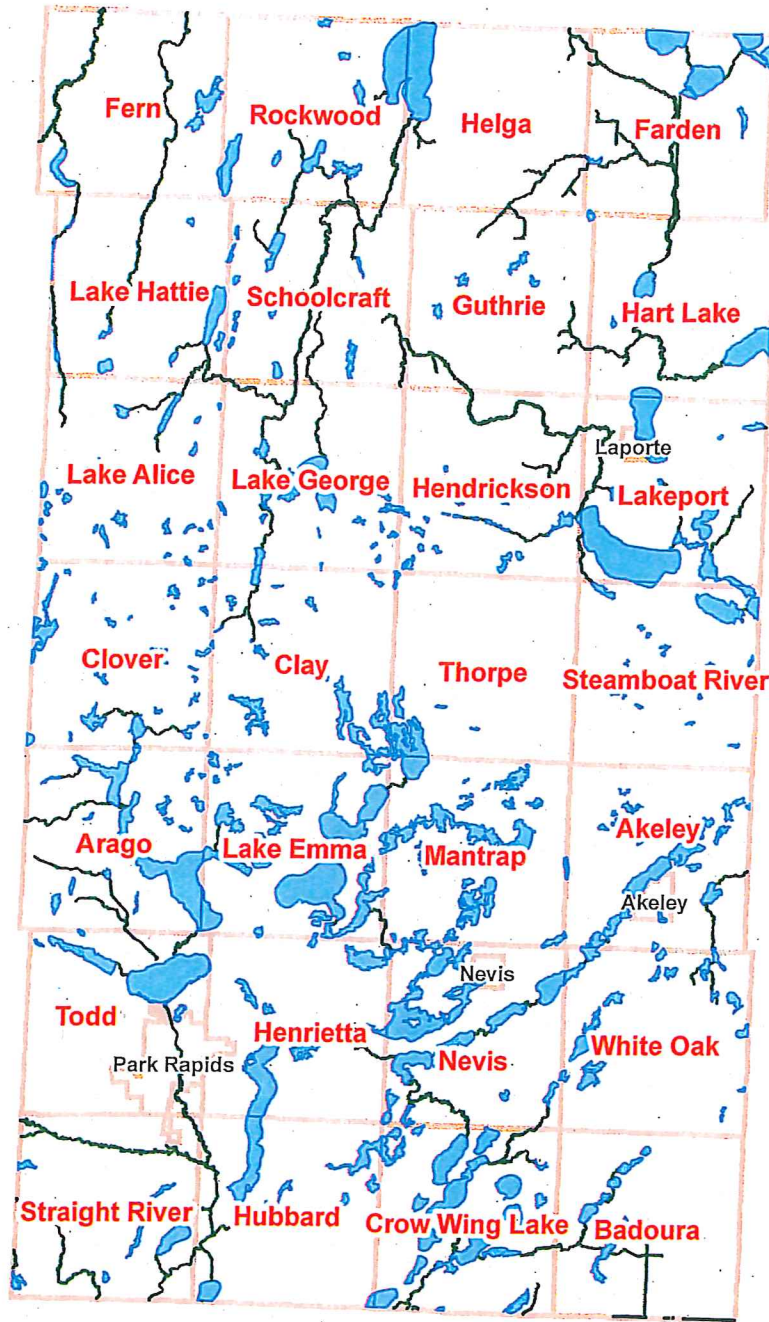 Fern
Rockwood
Helga
Farden
Lake Hattie
Schoolcraft
Guthrie
Hart Lake
Laporte
Lake Alice
Lake George
Hendrickson
Lakeport
Clover
Clay
Thorpe
Steamboat River
Arago
Lake Emma
Mantrap
Akeley
Akeley
Nevis
Todd
Henrietta
Nevis
White Oak
Park Rapids
Straight River
Hubbard
Crow Wing Lake
Badoura